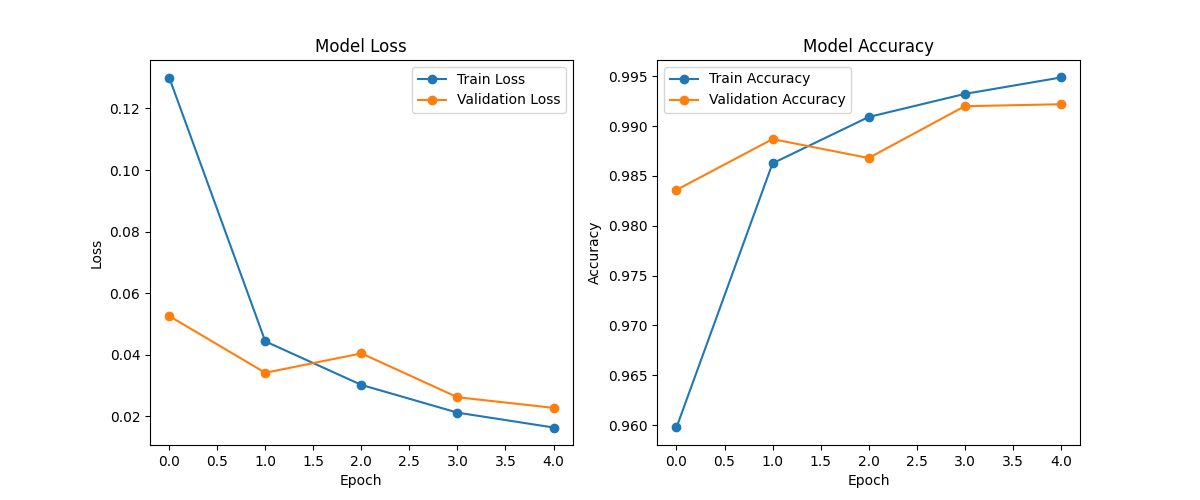 Model Loss
Train Loss
Validation Loss
0.12
0.10
0.08
0.06
0.04
0.02
Loss
0.0 0.5 1.0 1.5 2.0 2.5 3.0 3.5 4.0
Epoch
Model Accuracy
Train Accuracy
Validation Accuracy
0.995
0.990
0.985
0.980
0.975
0.970
0.965
0.960
Accuracy
0.0 0.5 1.0 1.5 2.0 2.5 3.0 3.5 4.0
Epoch